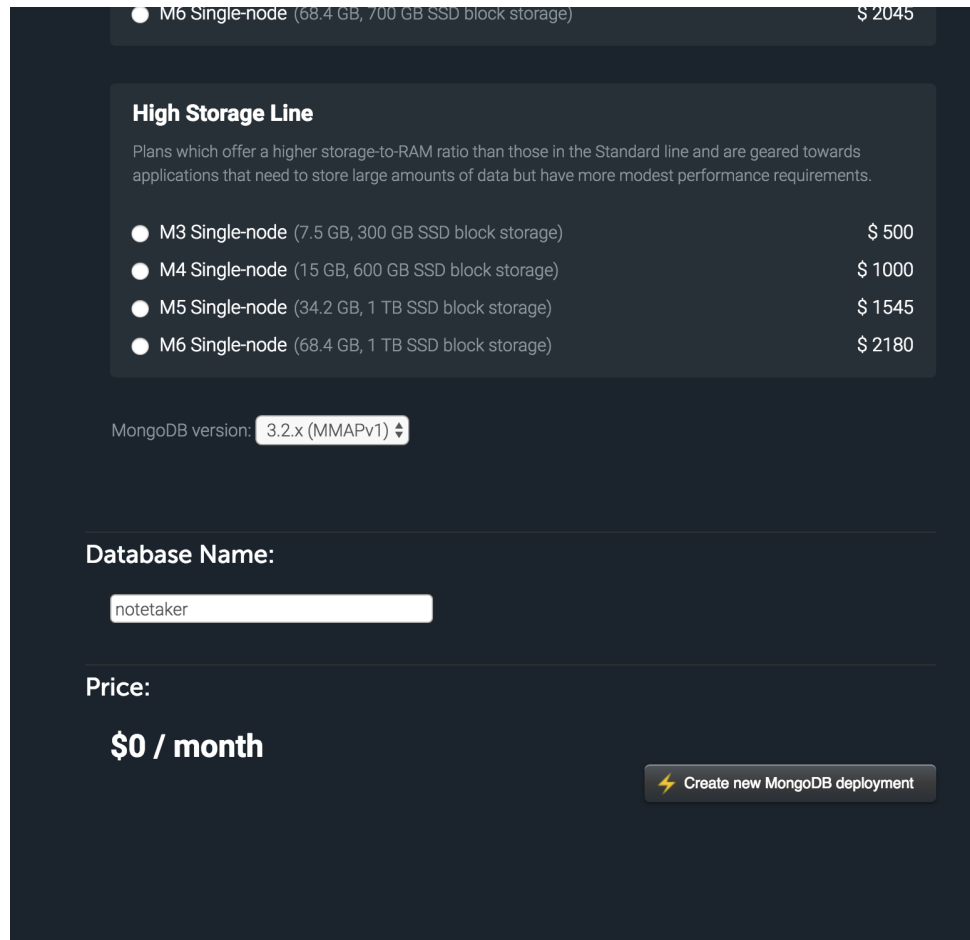 M6 Single-node (68.4 GB, 700 GB SSD block storage) $ 2045
High Storage Line
Plans which offer a higher storage-to-RAM ratio than those in the Standard line and are geared towards
applications that need to store large amounts of data but have more modest performance requirements.
M3 Single-node (7.5 GB, 300 GB SSD block storage) $ 500
M4 Single-node (15 GB, 600 GB SSD block storage) $ 1000
M5 Single-node (34.2 GB, 1 TB SSD block storage) $ 1545
M6 Single-node (68.4 GB, 1 TB SSD block storage) $ 2180
MongoDB version: 3.2.x (MMAPv1)
Database Name:
notetaker
Price:
$0 / month
Create new MongoDB deployment